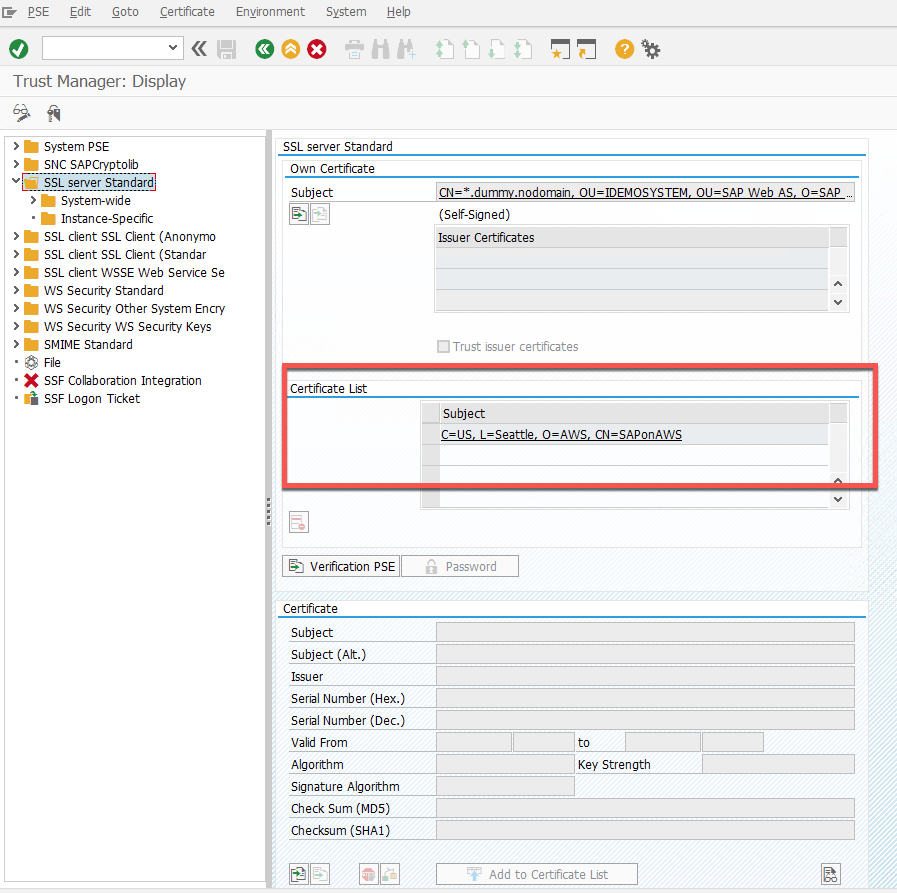 PSE Edit Goto Certificate Environment System Help
Trust Manager: Display
System PSE
SNC SAPCryptolib
SSL server Standard
System-wide
Instance-Specific
SSL client SSL Client (Anonymo
SSL client SSL Client (Standar
SSL client WSSE Web Service Se
WS Security Standard
WS Security Other System Encry
WS Security WS Security Keys
SMIME Standard
File
SSF Collaboration Integration
SSF Logon Ticket
SSL server Standard
Own Certificate
Subject CN=*.dummy.nodomain, OU=IDEMOSYSTEM, OU=SAP Web AS, O=SAP ...
(Self-Signed)
Issuer Certificates
Trust issuer certificates
Certificate List
Subject
C=US, L=Seattle, O=AWS, CN=SAPonAWS
Verification PSE Password
Certificate
Subject
Subject (Alt.)
Issuer
Serial Number (Hex.)
Serial Number (Dec.)
Valid From to
Algorithm Key Strength
Signature Algorithm
Check Sum (MD5)
Checksum (SHA1)
Add to Certificate List